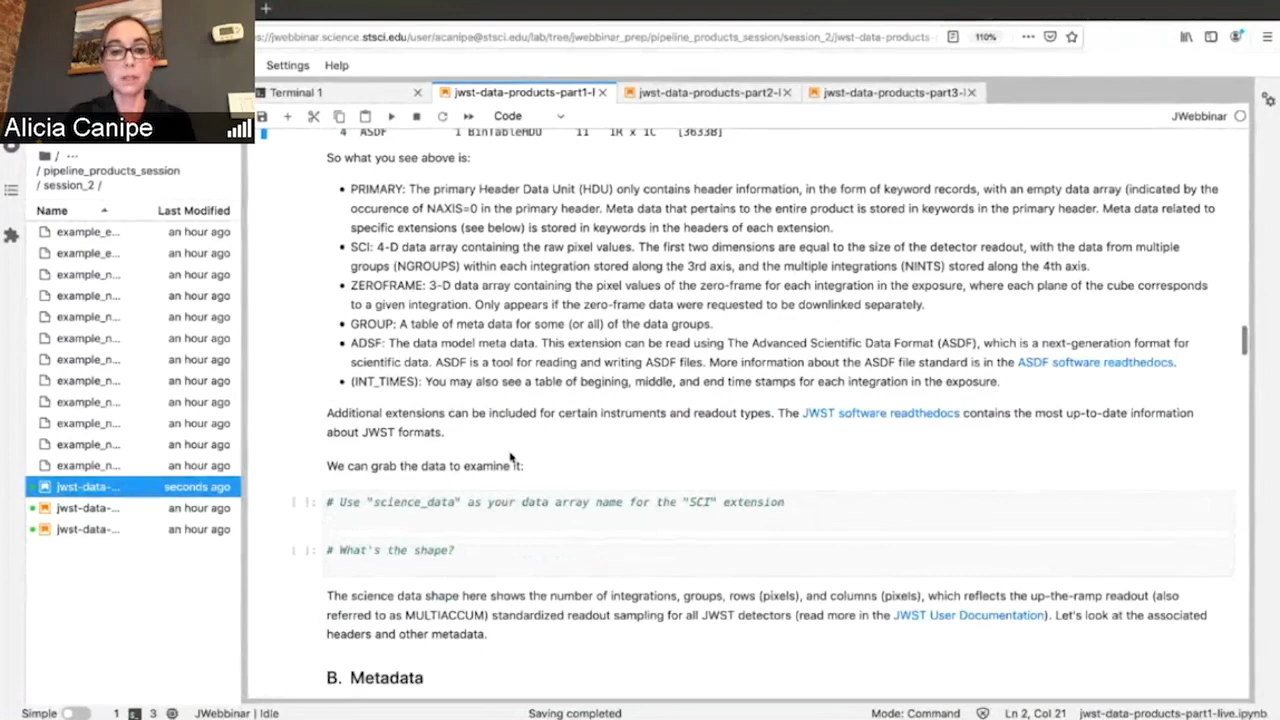 Alicia Canipe
s://jwebbinar.science.stsci.edu/user/acanipe@stsci.edu/lab/tree/jwebbinar_prep/pipeline_products_session/session_2/jwst-data-products-
110%
Settings Help
Terminal 1
jwst-data-products-part1-l
jwst-data-products-part2-l
jwst-data-products-part3-l
Code
JWebbinar
/ ...
/ pipeline_products_session
/ session_2 /
Name Last Modified
example_e... an hour ago
example_e... an hour ago
example_n... an hour ago
example_n... an hour ago
example_n... an hour ago
example_n... an hour ago
example_n... an hour ago
example_n... an hour ago
example_n... an hour ago
example_n... an hour ago
example_n... an hour ago
example_n... an hour ago
jwst-data-... seconds ago
jwst-data-... an hour ago
jwst-data-... an hour ago
4 ASDF 1 BinTableHDU 11 1R x 1C [3633B]
So what you see above is:
• PRIMARY: The primary Header Data Unit (HDU) only contains header information, in the form of keyword records, with an empty data array (indicated by the
occurence of NAXIS=0 in the primary header. Meta data that pertains to the entire product is stored in keywords in the primary header. Meta data related to
specific extensions (see below) is stored in keywords in the headers of each extension.
• SCI: 4-D data array containing the raw pixel values. The first two dimensions are equal to the size of the detector readout, with the data from multiple
groups (NGROUPS) within each integration stored along the 3rd axis, and the multiple integrations (NINTS) stored along the 4th axis.
• ZEROFRAME: 3-D data array containing the pixel values of the zero-frame for each integration in the exposure, where each plane of the cube corresponds
to a given integration. Only appears if the zero-frame data were requested to be downlinked separately.
• GROUP: A table of meta data for some (or all) of the data groups.
• ADSF: The data model meta data. This extension can be read using The Advanced Scientific Data Format (ASDF), which is a next-generation format for
scientific data. ASDF is a tool for reading and writing ASDF files. More information about the ASDF file standard is in the ASDF software readthedocs.
• (INT_TIMES): You may also see a table of begining, middle, and end time stamps for each integration in the exposure.
Additional extensions can be included for certain instruments and readout types. The JWST software readthedocs contains the most up-to-date information
about JWST formats.
We can grab the data to examine it:
[ ]: # Use "science_data" as your data array name for the "SCI" extension
[ ]: # What's the shape?
The science data shape here shows the number of integrations, groups, rows (pixels), and columns (pixels), which reflects the up-the-ramp readout (also
referred to as MULTIACCUM) standardized readout sampling for all JWST detectors (read more in the JWST User Documentation). Let's look at the associated
headers and other metadata.
B. Metadata
Simple 1 3 JWebbinar | Idle Saving completed Mode: Command Ln 2, Col 21 jwst-data-products-part1-live.ipynb